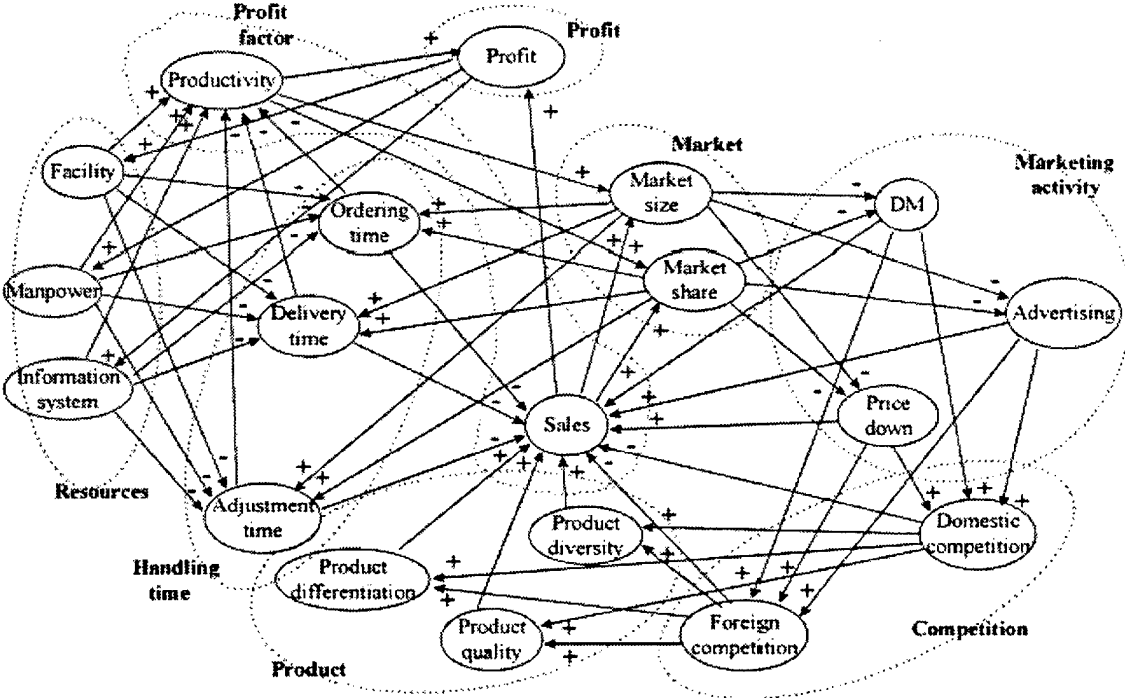 Profit
factor
Profit
+
Profit
Productivity
+
+
+
+
-
-
-
+
Facility
Market
Marketing
activity
Market
size
+
-
DM
-
-
-
+
+
Ordering
time
-
+
+
+
Market
share
Manpower
-
-
Delivery
time
+
+
-
-
Advertising
+
+
Information
system
+
+
+
-
-
Price
down
-
-
Sales
-
-
+
+
+
-
-
-
-
+
+
Resources
Adjustment
time
Product
diversity
+
+
+
+
+
Domestic
competition
Handling
time
Product
differentiation
+
+
+
+
+
Product
quality
+
+
Foreign
competition
Competition
Product